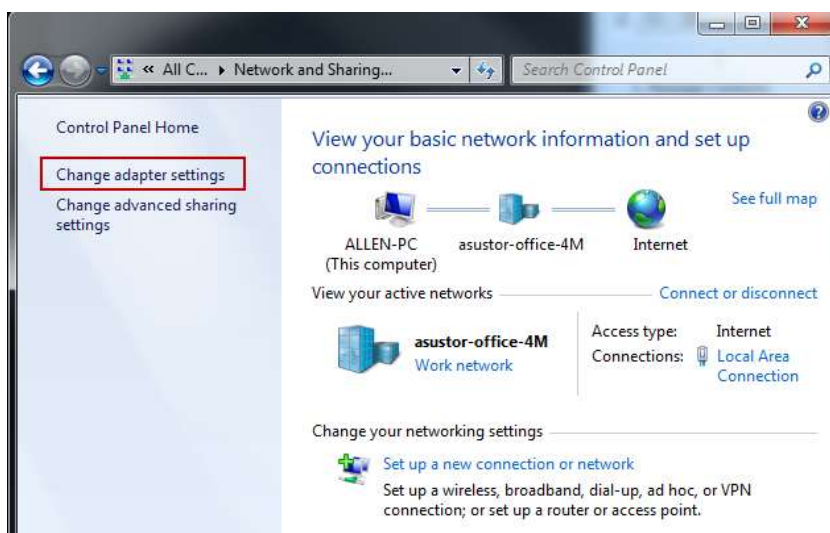 « All C... ▸ Network and Sharing...
Search Control Panel
Control Panel Home
Change adapter settings
Change advanced sharing
settings
View your basic network information and set up
connections
See full map
ALLEN-PC
(This computer)
asustor-office-4M
Internet
View your active networks
Connect or disconnect
asustor-office-4M
Work network
Access type: Internet
Connections: Local Area
Connection
Change your networking settings
Set up a new connection or network
Set up a wireless, broadband, dial-up, ad hoc, or VPN
connection; or set up a router or access point.